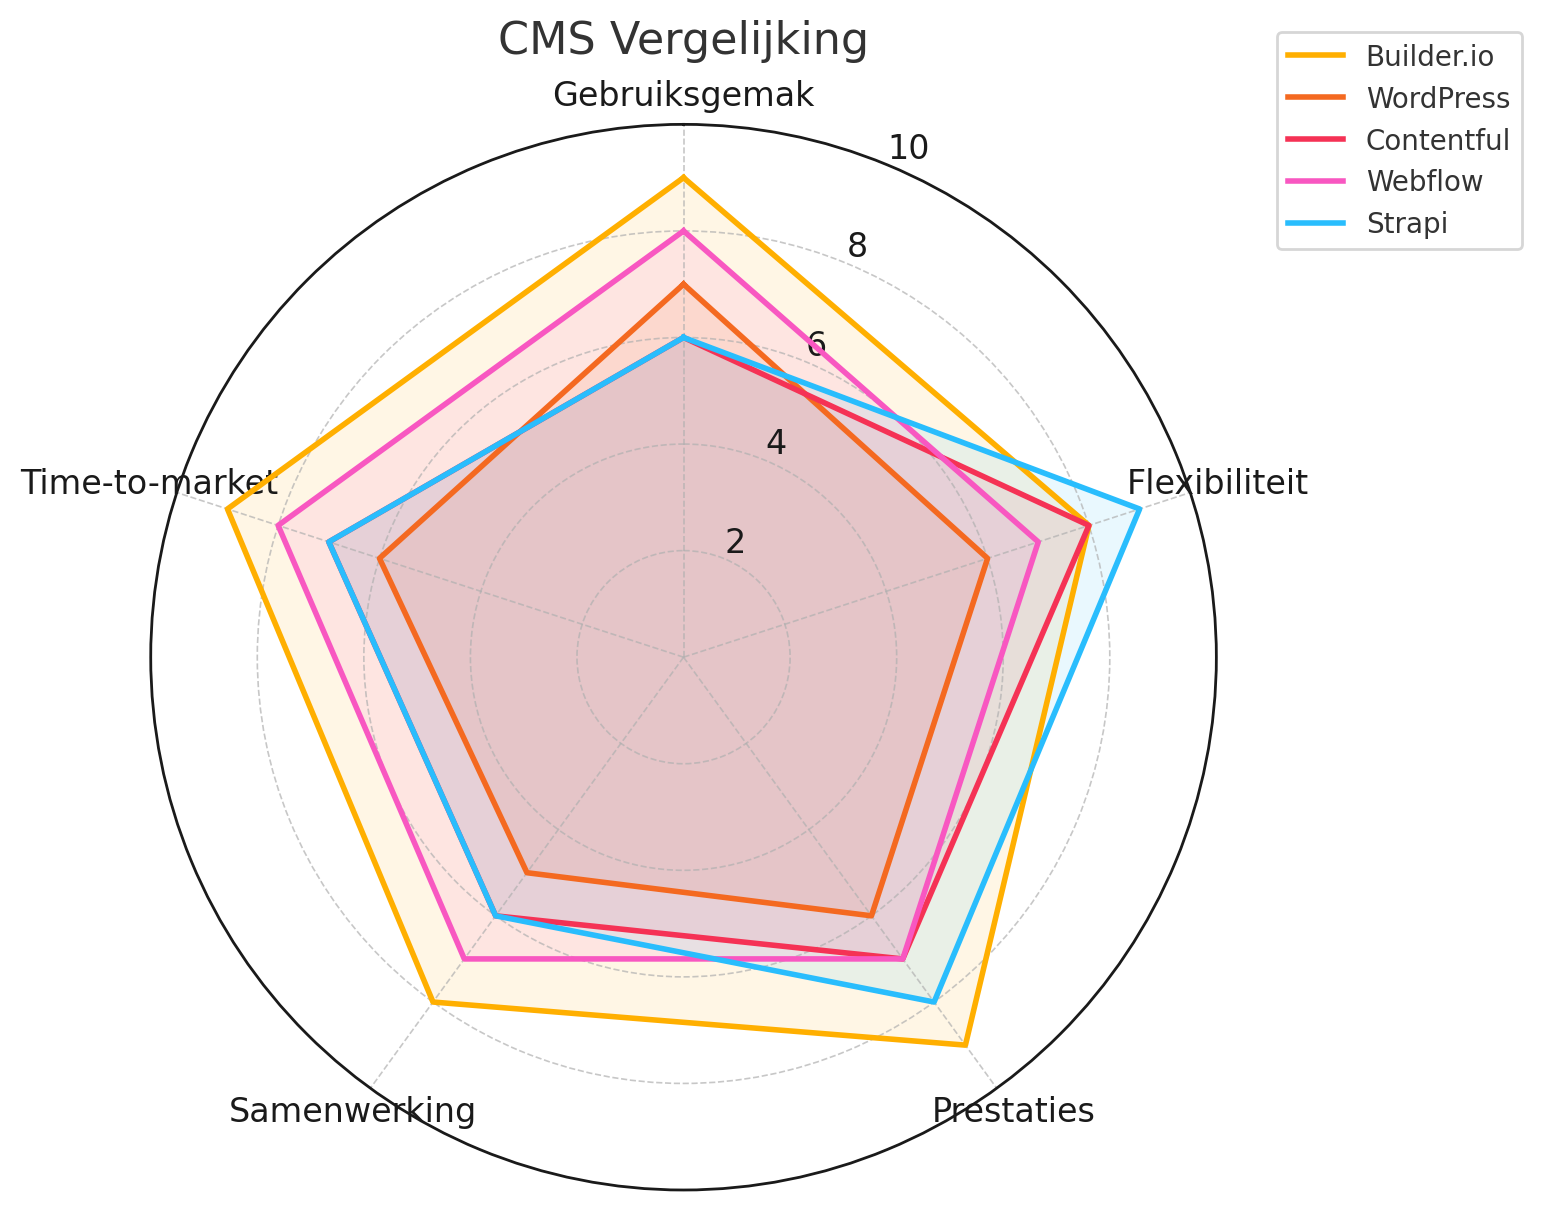 CMS Vergelijking
Gebruiksgemak
Flexibiliteit
Prestaties
Samenwerking
Time-to-market
2
4
6
8
10
Builder.io
WordPress
Contentful
Webflow
Strapi